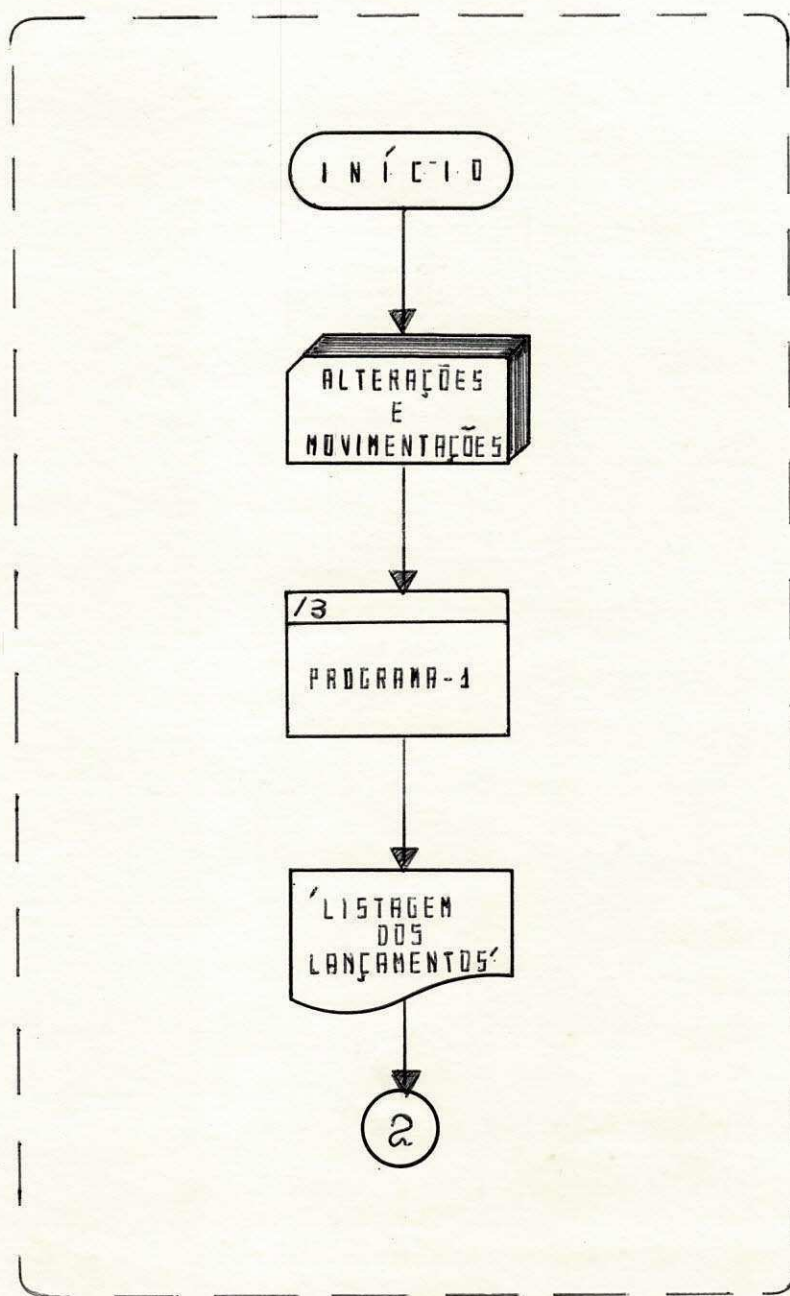 INÍCIO
ALTERAÇÕES
E
MOVIMENTAÇÕES
/3
PROGRAMA-1
'LISTAGEM
DOS
LANÇAMENTOS'
2